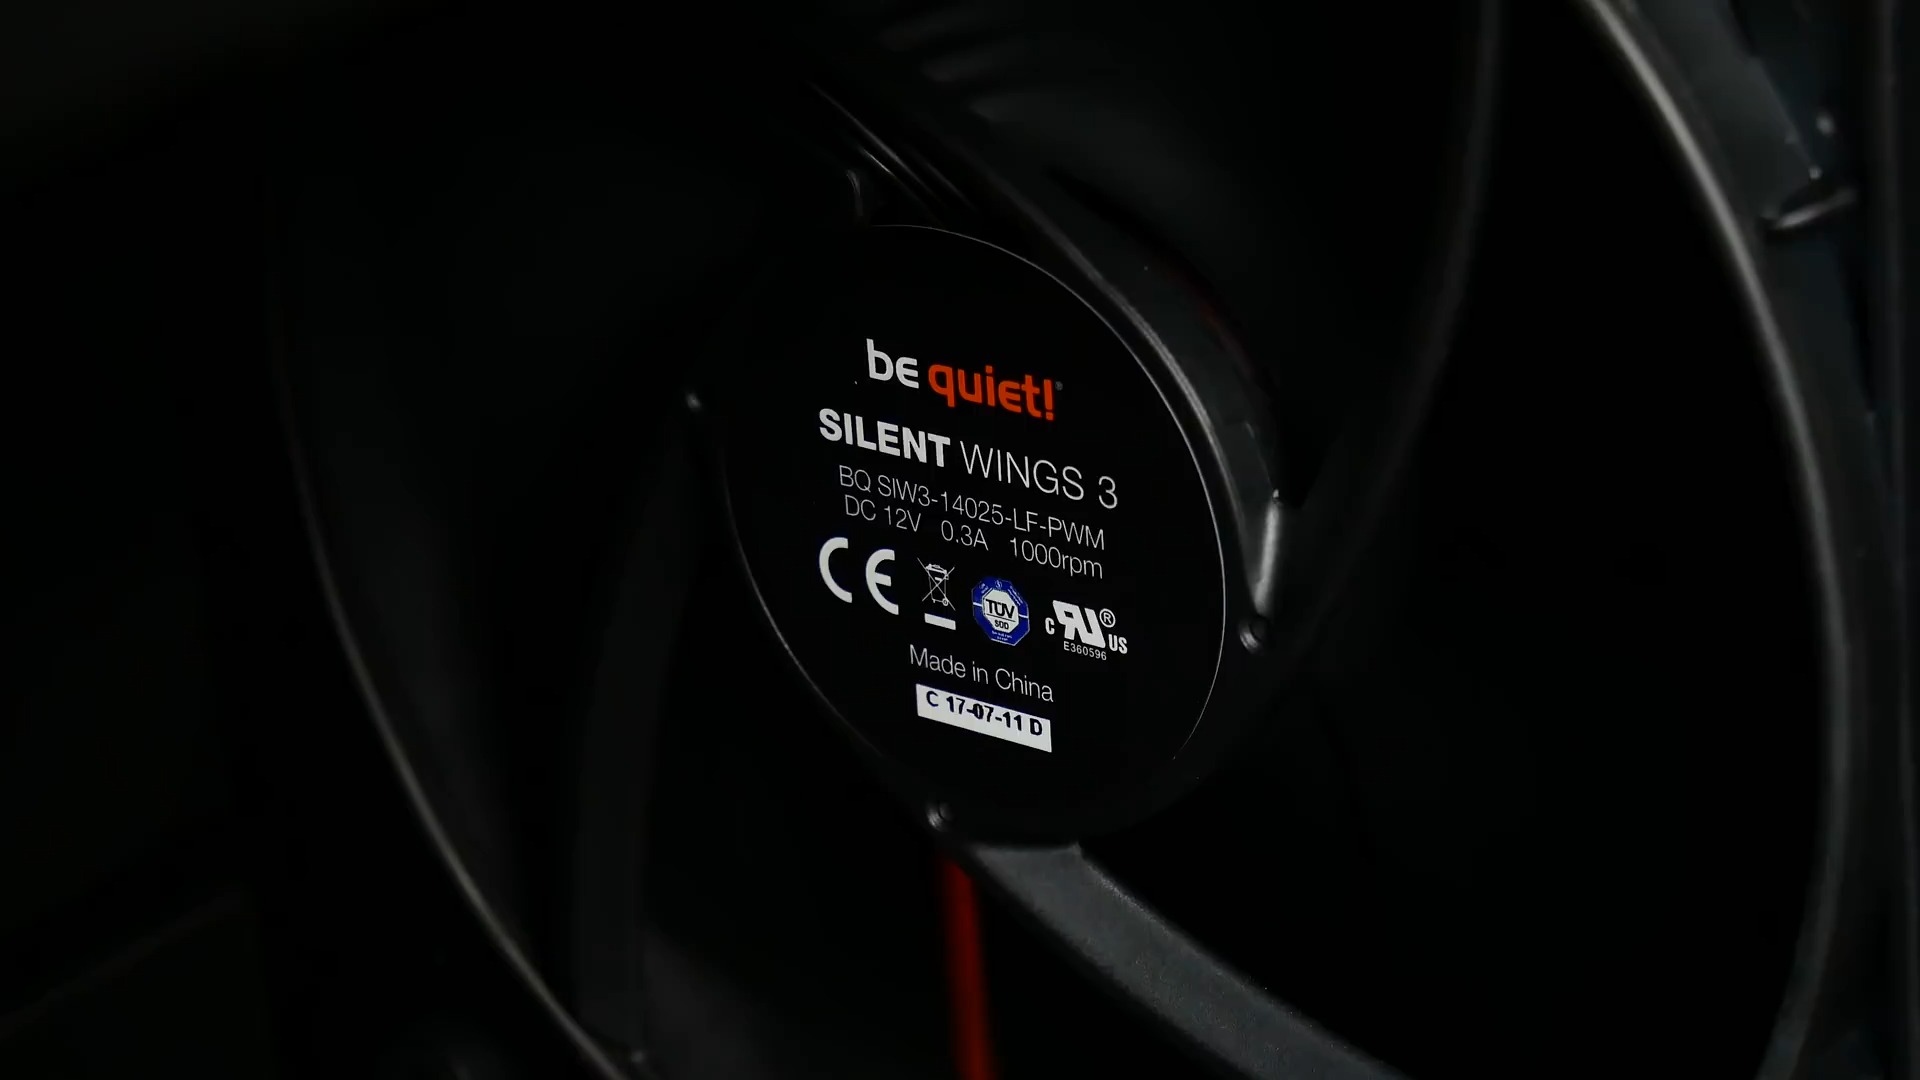 be quiet!®
SILENT WINGS 3
BQ SIW3-14025-LF-PWM
DC 12V 0.3A 1000rpm
CE
TÜV
SÜD
C RU® US
E360596
Made in China
C 17-07-11 D